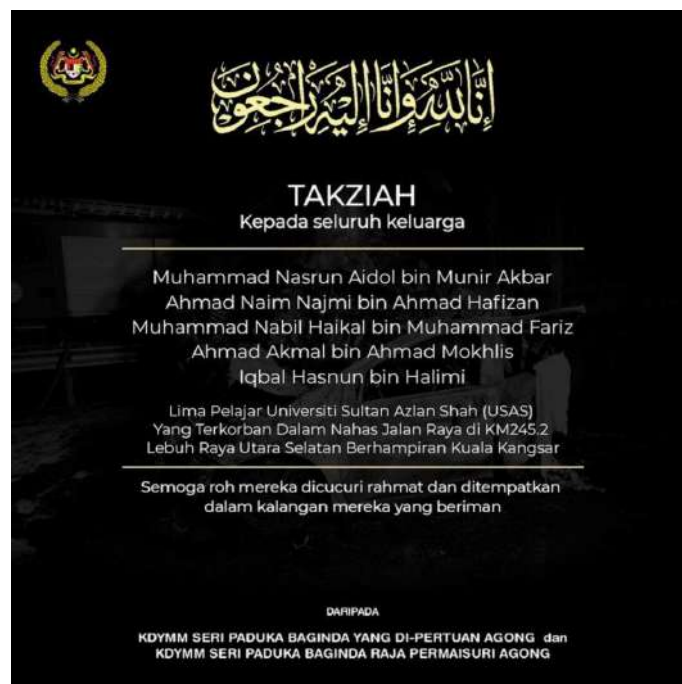 إِنَّا لِلَّٰهِ وَإِنَّا إِلَيْهِ رَاجِعُونَ
TAKZIAH
Kepada seluruh keluarga
Muhammad Nasrun Aidol bin Munir Akbar
Ahmad Naim Najmi bin Ahmad Hafizan
Muhammad Nabil Haikal bin Muhammad Fariz
Ahmad Akmal bin Ahmad Mokhlis
Iqbal Hasnun bin Halimi
Lima Pelajar Universiti Sultan Azlan Shah (USAS)
Yang Terkorban Dalam Nahas Jalan Raya di KM245.2
Lebuh Raya Utara Selatan Berhampiran Kuala Kangsar
Semoga roh mereka dicucuri rahmat dan ditempatkan
dalam kalangan mereka yang beriman
DARIPADA
KDYMM SERI PADUKA BAGINDA YANG DI-PERTUAN AGONG dan
KDYMM SERI PADUKA BAGINDA RAJA PERMAISURI AGONG